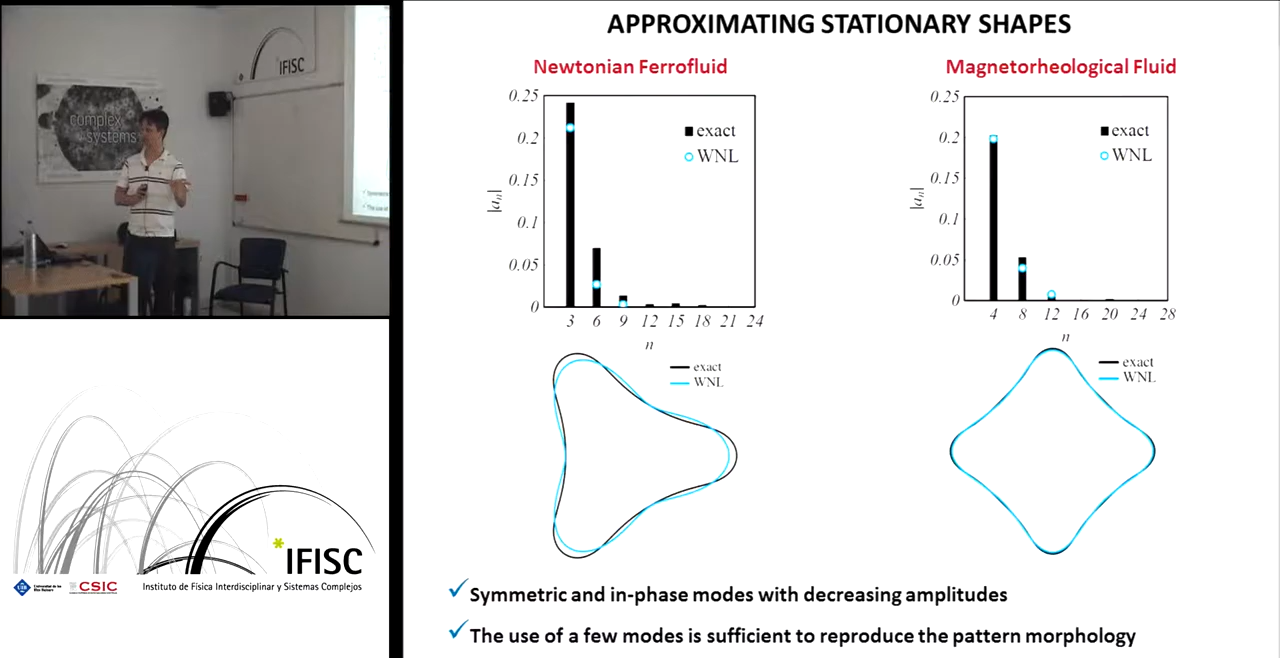 complex
systems
IFISC
APPROXIMATING STATIONARY SHAPES
Newtonian Ferrofluid
0.25
0.2
0.15
0.1
0.05
0
|aₙ|
exact
WNL
3 6 9 12 15 18 21 24
n
exact
WNL
Magnetorheological Fluid
0.25
0.2
0.15
0.1
0.05
0
|aₙ|
exact
WNL
4 8 12 16 20 24 28
n
exact
WNL
✓ Symmetric and in-phase modes with decreasing amplitudes
✓ The use of a few modes is sufficient to reproduce the pattern morphology
*IFISC
CSIC
Instituto de Física Interdisciplinar y Sistemas Complejos